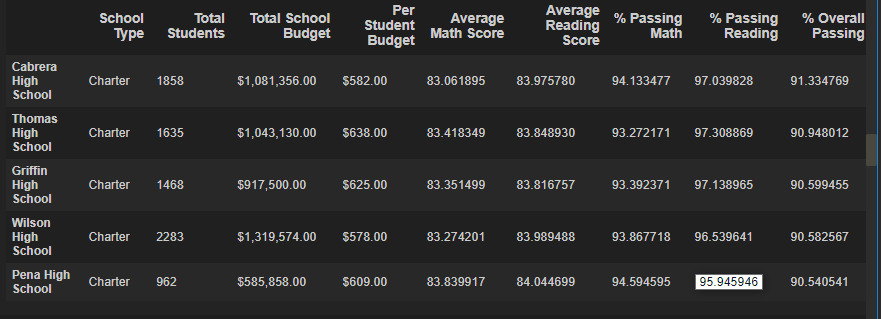 School Type Total Students Total School Budget Per Student Budget Average Math Score Average Reading Score % Passing Math % Passing Reading % Overall Passing
Cabrera High School Charter 1858 $1,081,356.00 $582.00 83.061895 83.975780 94.133477 97.039828 91.334769
Thomas High School Charter 1635 $1,043,130.00 $638.00 83.418349 83.848930 93.272171 97.308869 90.948012
Griffin High School Charter 1468 $917,500.00 $625.00 83.351499 83.816757 93.392371 97.138965 90.599455
Wilson High School Charter 2283 $1,319,574.00 $578.00 83.274201 83.989488 93.867718 96.539641 90.582567
Pena High School Charter 962 $585,858.00 $609.00 83.839917 84.044699 94.594595 95.945946 90.540541